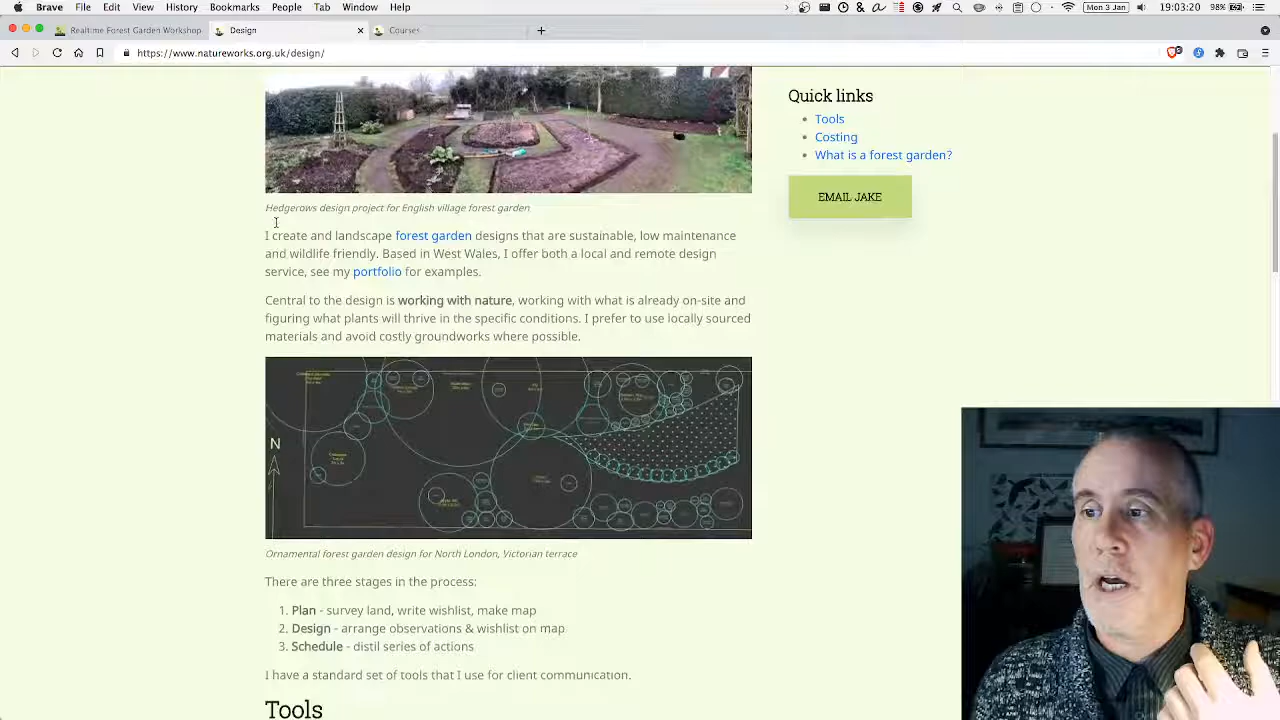 Brave File Edit View History Bookmarks People Tab Window Help Mon 3 Jan 19:03:20 98%
Realtime Forest Garden Workshop Design Courses
https://www.natureworks.org.uk/design/
Hedgerows design project for English village forest garden
I create and landscape forest garden designs that are sustainable, low maintenance
and wildlife friendly. Based in West Wales, I offer both a local and remote design
service, see my portfolio for examples.
Central to the design is working with nature, working with what is already on-site and
figuring what plants will thrive in the specific conditions. I prefer to use locally sourced
materials and avoid costly groundworks where possible.
N
Ornamental forest garden design for North London, Victorian terrace
There are three stages in the process:
1. Plan - survey land, write wishlist, make map
2. Design - arrange observations & wishlist on map
3. Schedule - distil series of actions
I have a standard set of tools that I use for client communication.
Tools
Quick links
Tools
Costing
What is a forest garden?
EMAIL JAKE